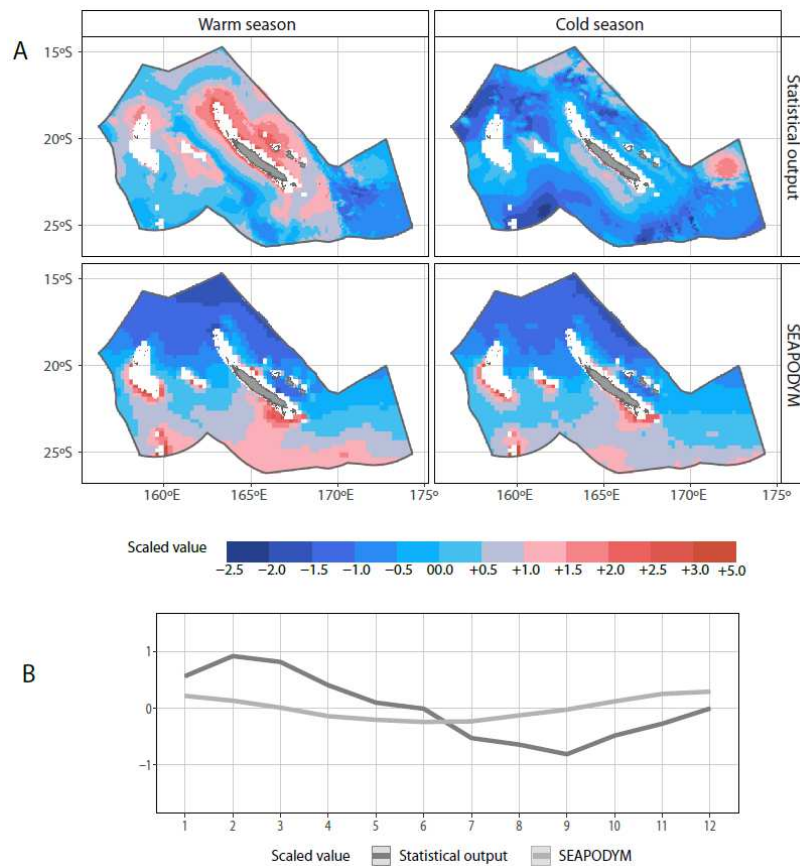 Warm season
Cold season
A
15ºS
20ºS
25ºS
Statistical output
15ºS
20ºS
25ºS
SEAPODYM
160ºE
165ºE
170ºE
175º
160ºE
165ºE
170ºE
175º
Scaled value
−2.5 −2.0 −1.5 −1.0 −0.5 00.0 +0.5 +1.0 +1.5 +2.0 +2.5 +3.0 +5.0
B
1
0
−1
1 2 3 4 5 6 7 8 9 10 11 12
Scaled value Statistical output SEAPODYM